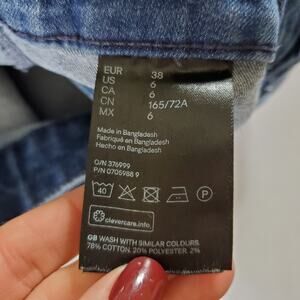 EUR 38
US 6
CA 6
CN 165/72A
MX 6
Made in Bangladesh
Fabriqué en Bangladesh
Hecho en Bangladesh
O/N 376999
P/N 0705988 9
40
P
clevercare.info
GB WASH WITH SIMILAR COLOURS.
78% COTTON. 20% POLYESTER. 2%